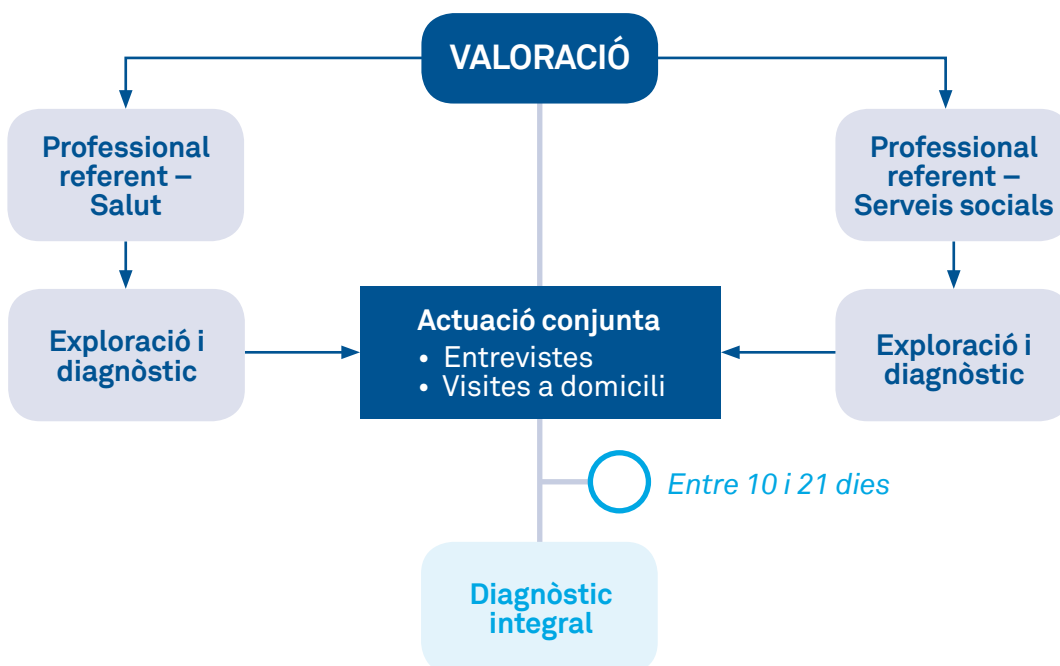 VALORACIÓ
Professional
referent –
Salut
Professional
referent –
Serveis socials
Exploració i
diagnòstic
Actuació conjunta
• Entrevistes
• Visites a domicili
Exploració i
diagnòstic
Entre 10 i 21 dies
Diagnòstic
integral